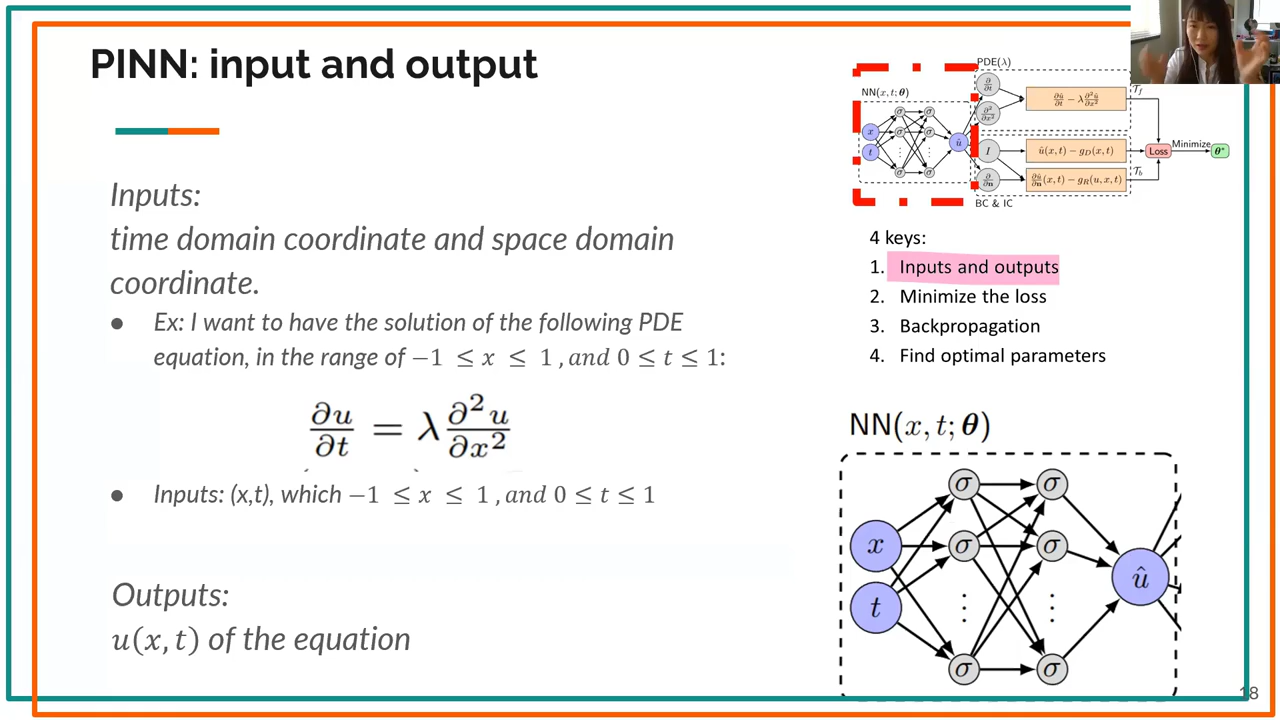 PINN: input and output
Inputs:
time domain coordinate and space domain
coordinate.
● Ex: I want to have the solution of the following PDE
equation, in the range of −1 ≤ x ≤ 1 , and 0 ≤ t ≤ 1:
∂u/∂t = λ ∂²u/∂x²
● Inputs: (x,t), which −1 ≤ x ≤ 1 , and 0 ≤ t ≤ 1
Outputs:
u(x, t) of the equation
PDE(λ)
NN(x, t; θ)
x
t
σ σ
σ σ
⋮ ⋮
σ σ
û
∂/∂t
∂²/∂x²
I
∂/∂n
∂û/∂t − λ ∂²û/∂x²
û(x, t) − g_D(x, t)
∂û/∂n (x, t) − g_R(u, x, t)
BC & IC
T_f
T_b
Loss
Minimize
θ*
4 keys:
1. Inputs and outputs
2. Minimize the loss
3. Backpropagation
4. Find optimal parameters
NN(x, t; θ)
x
t
σ σ
σ σ
⋮ ⋮
σ σ
û
18